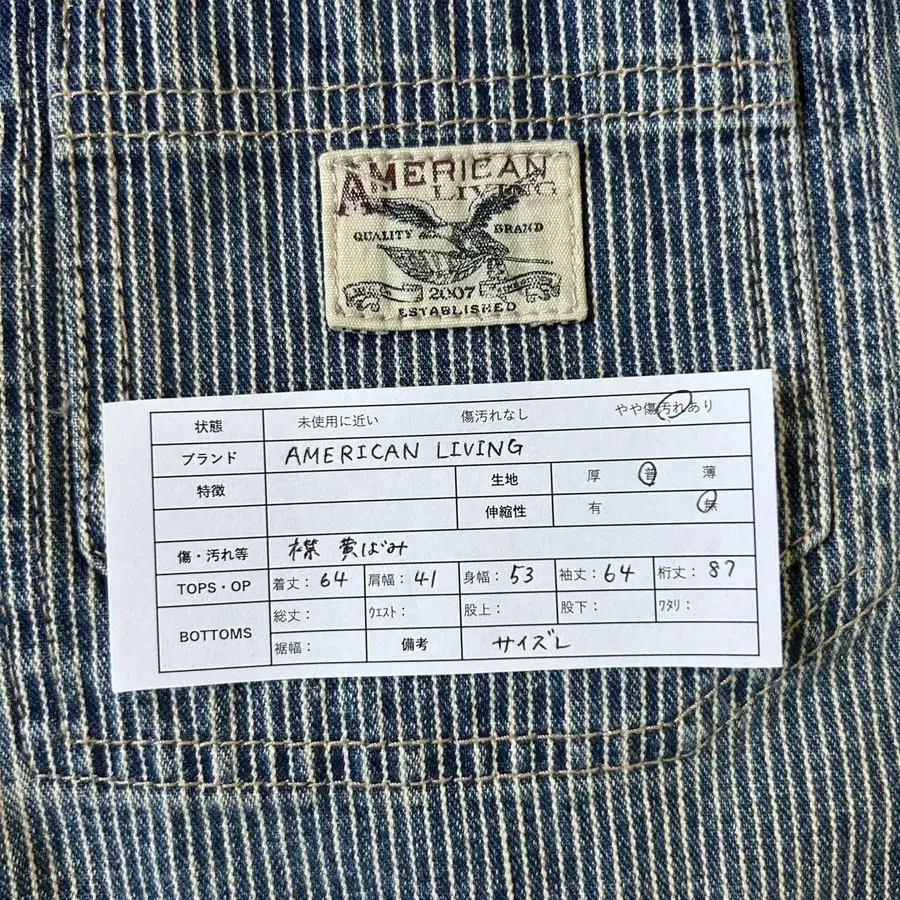 AMERICAN
LIVING
QUALITY BRAND
2007
ESTABLISHED
状態 未使用に近い 傷汚れなし やや傷汚れあり
ブランド AMERICAN LIVING
特徴 生地 厚 普 薄
伸縮性 有 無
傷・汚れ等 襟 黄ばみ
TOPS・OP 着丈：64 肩幅：41 身幅：53 袖丈：64 裄丈：87
BOTTOMS 総丈： ｳｴｽﾄ： 股上： 股下： ﾜﾀﾘ：
裾幅： 備考 サイズL